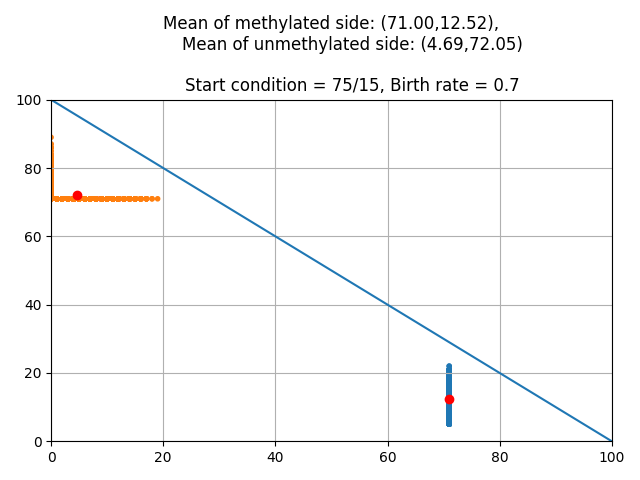 Mean of methylated side: (71.00,12.52),
Mean of unmethylated side: (4.69,72.05)
Start condition = 75/15, Birth rate = 0.7
100
80
60
40
20
0
0 20 40 60 80 100